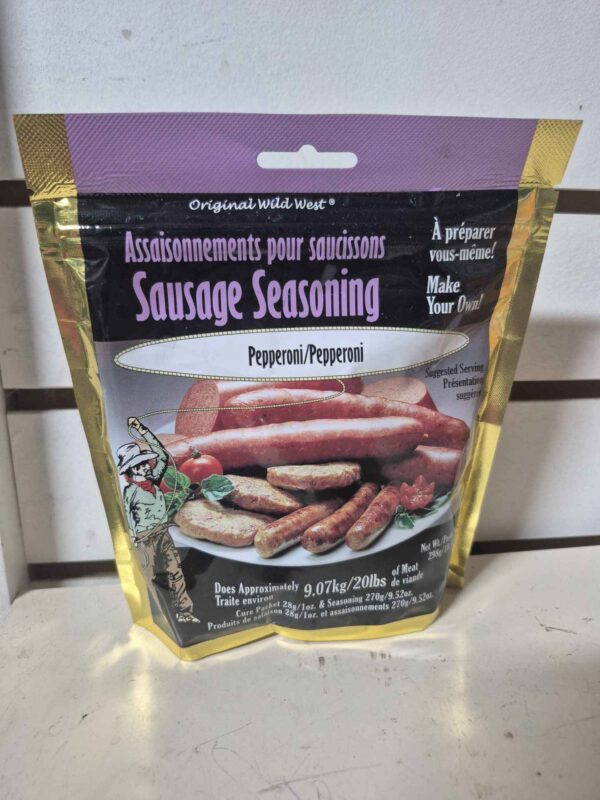 Original Wild West ®
Assaisonnements pour saucissons
Sausage Seasoning
À préparer
vous-même!
Make
Your Own!
Pepperoni/Pepperoni
Suggested Serving
Présentation
suggérée
Net Wt./
298g/
Does Approximately 9.07kg/20lbs of Meat
Traite environ de viande
Cure Packet 28g/1oz. & Seasoning 270g/9.52oz.
Produits de salaison 28g/1oz. et assaisonnements 270g/9.52oz.